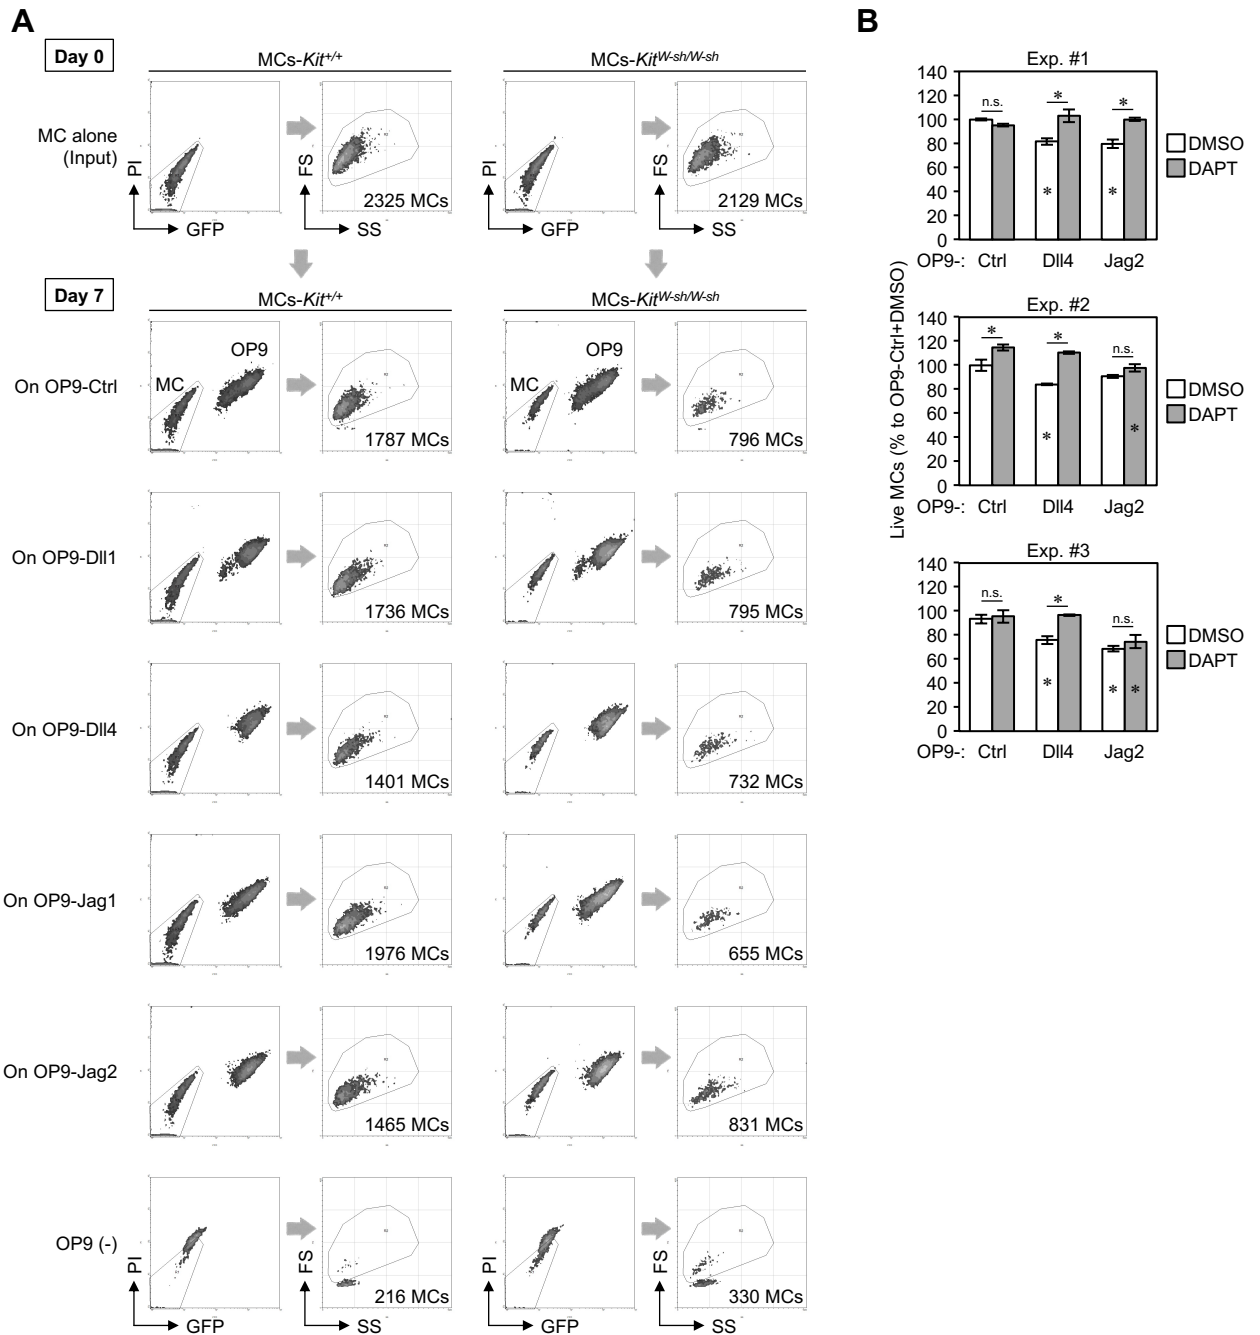 A
Day 0
MCs-Kit+/+
MCs-KitW-sh/W-sh
MC alone
(Input)
PI
GFP
FS
SS
2325 MCs
PI
GFP
FS
SS
2129 MCs
Day 7
MCs-Kit+/+
MCs-KitW-sh/W-sh
On OP9-Ctrl
MC
OP9
1787 MCs
MC
OP9
796 MCs
On OP9-Dll1
1736 MCs
795 MCs
On OP9-Dll4
1401 MCs
732 MCs
On OP9-Jag1
1976 MCs
655 MCs
On OP9-Jag2
1465 MCs
831 MCs
OP9 (-)
PI
GFP
FS
SS
216 MCs
PI
GFP
FS
SS
330 MCs
B
Live MCs (% to OP9-Ctrl+DMSO)
Exp. #1
140
120
100
80
60
40
20
0
n.s.
*
*
*
*
DMSO
DAPT
OP9-: Ctrl Dll4 Jag2
Exp. #2
140
120
100
80
60
40
20
0
*
*
n.s.
*
*
DMSO
DAPT
OP9-: Ctrl Dll4 Jag2
Exp. #3
140
120
100
80
60
40
20
0
n.s.
*
n.s.
*
* *
DMSO
DAPT
OP9-: Ctrl Dll4 Jag2